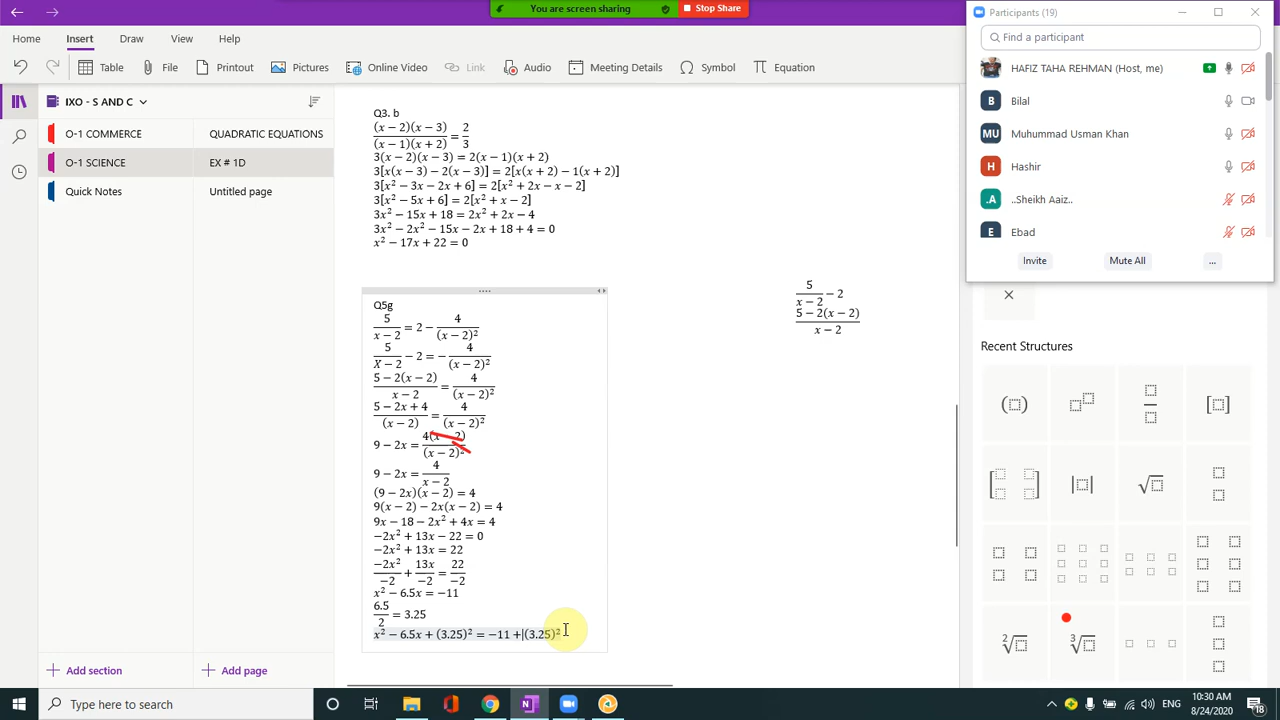 You are screen sharing
Stop Share
Participants (19)
Home Insert Draw View Help
Find a participant
Table File Printout Pictures Online Video Audio Meeting Details Symbol π Equation
HAFIZ TAHA REHMAN (Host, me)
B Bilal
MU Muhummad Usman Khan
H Hashir
.A ..Sheikh Aaiz..
E Ebad
Invite Mute All ...
IXO - S AND C
O-1 COMMERCE
O-1 SCIENCE
Quick Notes
QUADRATIC EQUATIONS
EX # 1D
Untitled page
Q3. b
(x − 2)(x − 3)/(x − 1)(x + 2) = 2/3
3(x − 2)(x − 3) = 2(x − 1)(x + 2)
3[x(x − 3) − 2(x − 3)] = 2[x(x + 2) − 1(x + 2)]
3[x² − 3x − 2x + 6] = 2[x² + 2x − x − 2]
3[x² − 5x + 6] = 2[x² + x − 2]
3x² − 15x + 18 = 2x² + 2x − 4
3x² − 2x² − 15x − 2x + 18 + 4 = 0
x² − 17x + 22 = 0
Q5g
5/(x − 2) = 2 − 4/(x − 2)²
5/(X − 2) − 2 = − 4/(x − 2)²
(5 − 2(x − 2))/(x − 2) = 4/(x − 2)²
(5 − 2x + 4)/(x − 2) = 4/(x − 2)²
9 − 2x = 4(x − 2)/(x − 2)²
9 − 2x = 4/(x − 2)
(9 − 2x)(x − 2) = 4
9(x − 2) − 2x(x − 2) = 4
9x − 18 − 2x² + 4x = 4
−2x² + 13x − 22 = 0
−2x² + 13x = 22
−2x²/−2 + 13x/−2 = 22/−2
x² − 6.5x = −11
6.5/2 = 3.25
x² − 6.5x + (3.25)² = −11 + (3.25)²
5/(x − 2) − 2
(5 − 2(x − 2))/(x − 2)
Recent Structures
Add section
Add page
Type here to search
ENG
10:30 AM
8/24/2020
18